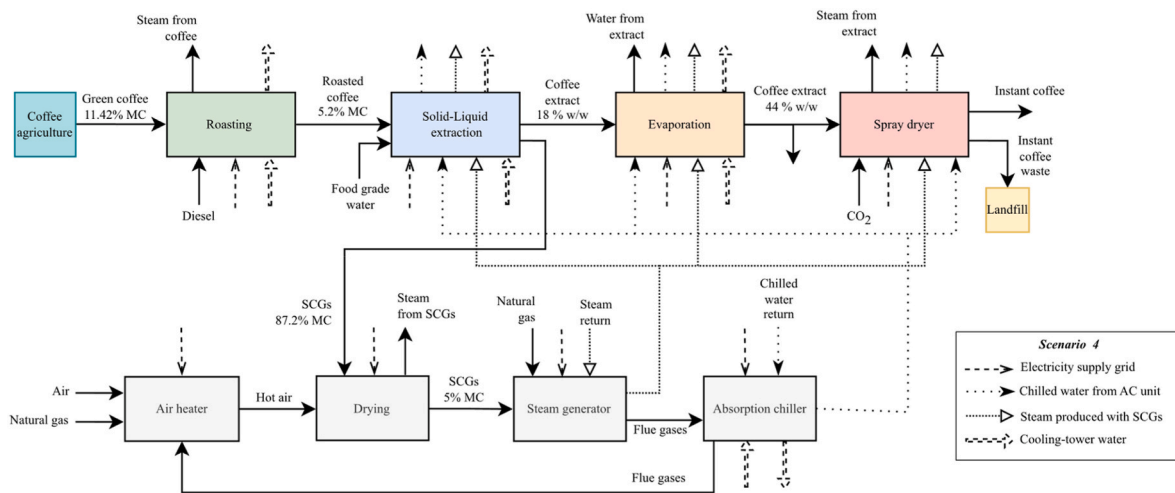 Steam from
coffee
Water from
extract
Steam from
extract
Coffee
agriculture
Green coffee
11.42% MC
Roasting
Roasted
coffee
5.2% MC
Solid-Liquid
extraction
Coffee
extract
18 % w/w
Evaporation
Coffee extract
44 % w/w
Spray dryer
Instant coffee
Instant
coffee
waste
Landfill
Diesel
Food grade
water
CO2
SCGs
87.2% MC
Steam
from SCGs
Natural
gas
Steam
return
Chilled
water
return
Air
Natural gas
Air heater
Hot air
Drying
SCGs
5% MC
Steam generator
Flue gases
Absorption chiller
Flue gases
Scenario 4
Electricity supply grid
Chilled water from AC unit
Steam produced with SCGs
Cooling-tower water